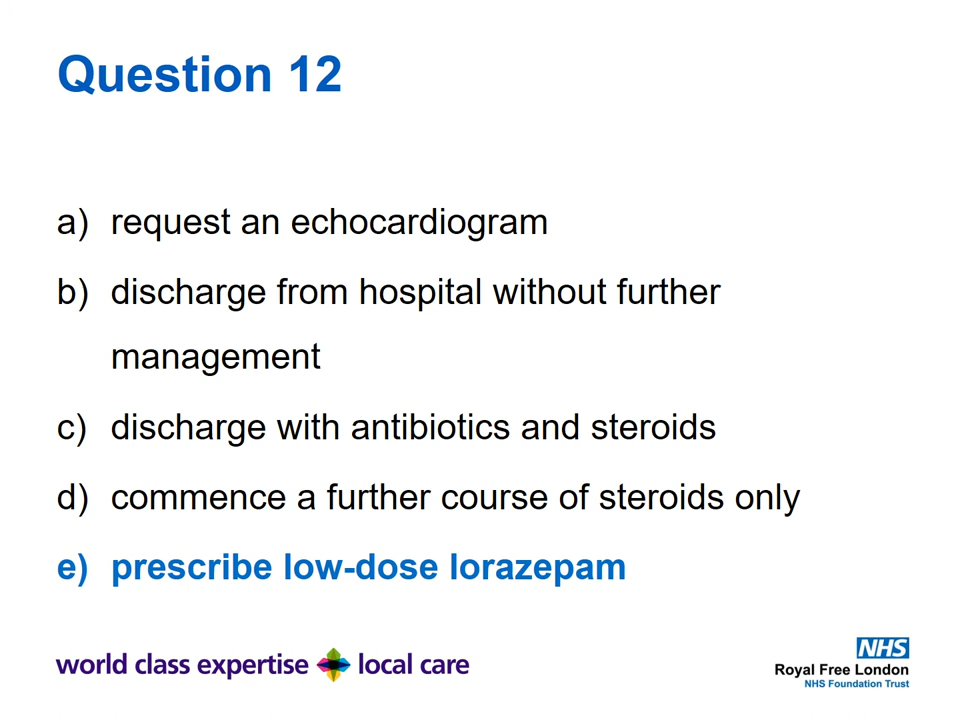 Question 12
a) request an echocardiogram
b) discharge from hospital without further
management
c) discharge with antibiotics and steroids
d) commence a further course of steroids only
e) prescribe low-dose lorazepam
world class expertise local care
NHS
Royal Free London
NHS Foundation Trust